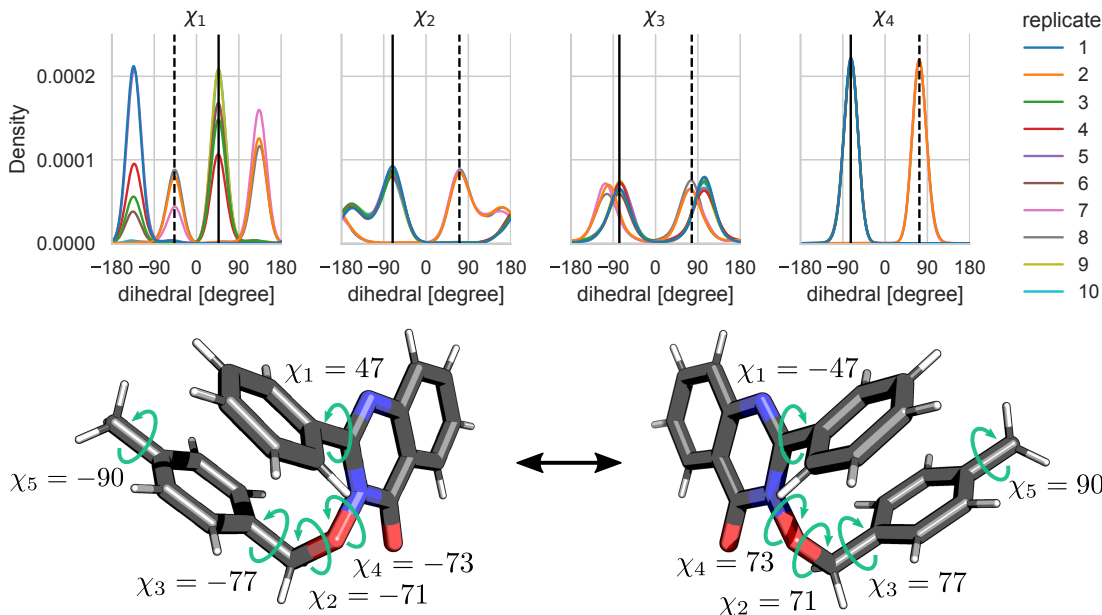 χ₁ χ₂ χ₃ χ₄ replicate
Density
0.0002
0.0001
0.0000
−180 −90 0 90 180
−180 −90 0 90 180
−180 −90 0 90 180
−180 −90 0 90 180
dihedral [degree]
dihedral [degree]
dihedral [degree]
dihedral [degree]
1
2
3
4
5
6
7
8
9
10
χ₁ = 47
χ₅ = −90
χ₃ = −77
χ₄ = −73
χ₂ = −71
χ₁ = −47
χ₅ = 90
χ₄ = 73
χ₃ = 77
χ₂ = 71